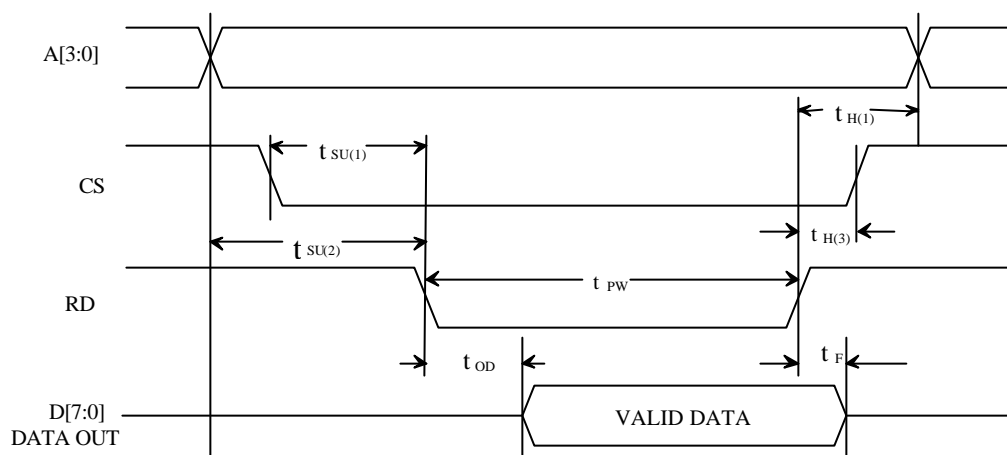 A[3:0]
t H(1)
t SU(1)
CS
t H(3)
t SU(2)
t PW
RD
t OD
t F
D[7:0]
VALID DATA
DATA OUT